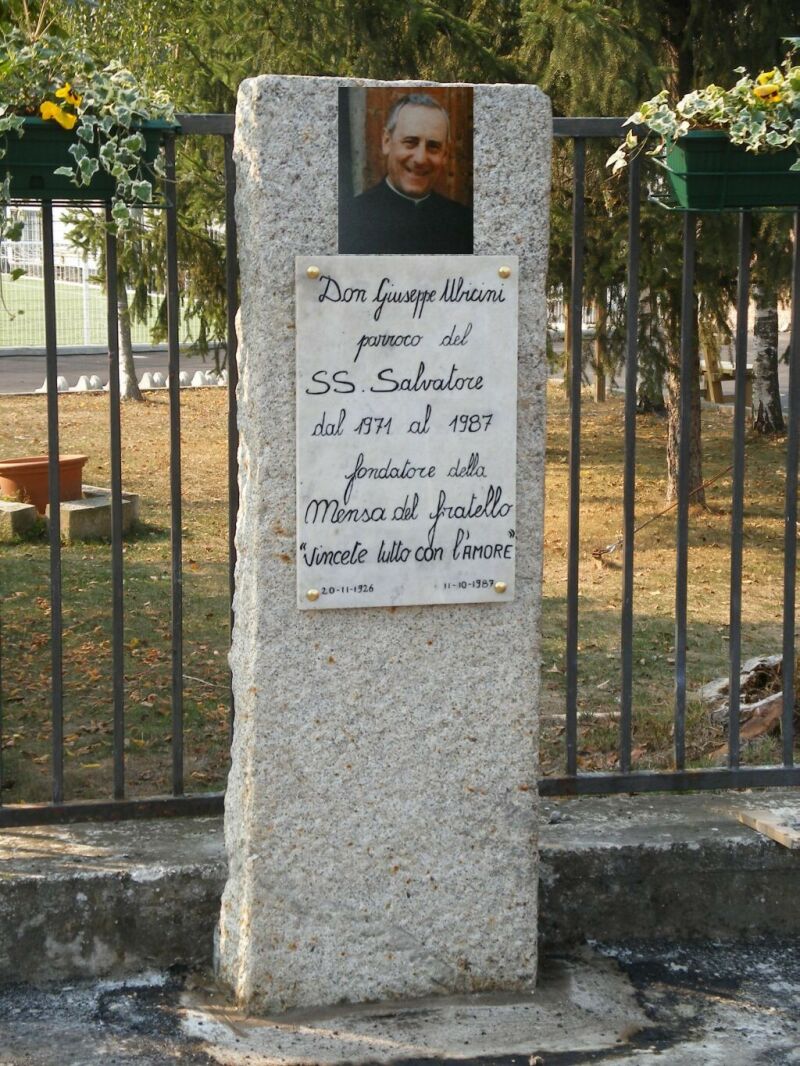 Don Giuseppe Ubicini
parroco del
SS. Salvatore
dal 1971 al 1987
fondatore della
Mensa del fratello
"Vincete tutto con l'AMORE"
20-11-1926 11-10-1987